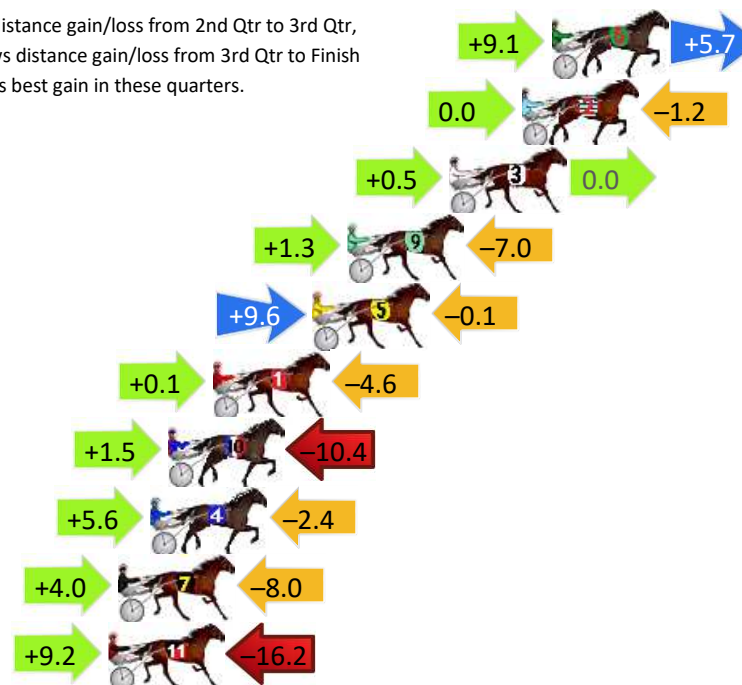 istance gain/loss from 2nd Qtr to 3rd Qtr,
s distance gain/loss from 3rd Qtr to Finish
s best gain in these quarters.
+9.1 +5.7
0.0 2 –1.2
+0.5 3 0.0
+1.3 9 –7.0
+9.6 5 –0.1
+0.1 1 –4.6
+1.5 10 –10.4
+5.6 4 –2.4
+4.0 7 –8.0
+9.2 11 –16.2